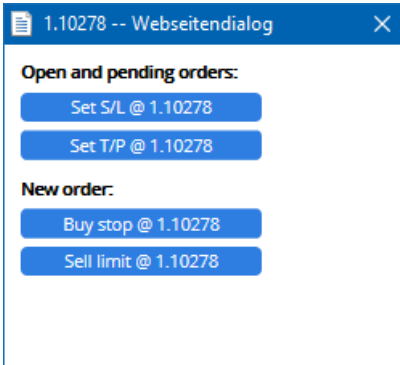 1.10278 -- Webseitendialog
Open and pending orders:
Set S/L @ 1.10278
Set T/P @ 1.10278
New order:
Buy stop @ 1.10278
Sell limit @ 1.10278